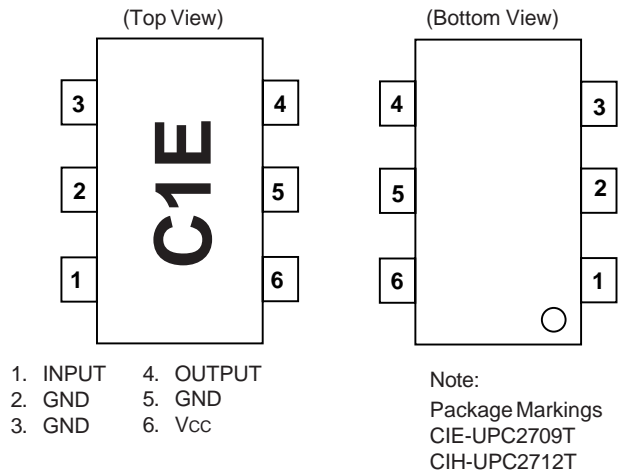 (Top View)
(Bottom View)
3
4
2
5
1
6
C1E
4
3
5
2
6
1
1. INPUT
2. GND
3. GND
4. OUTPUT
5. GND
6. VCC
Note:
Package Markings
CIE-UPC2709T
CIH-UPC2712T